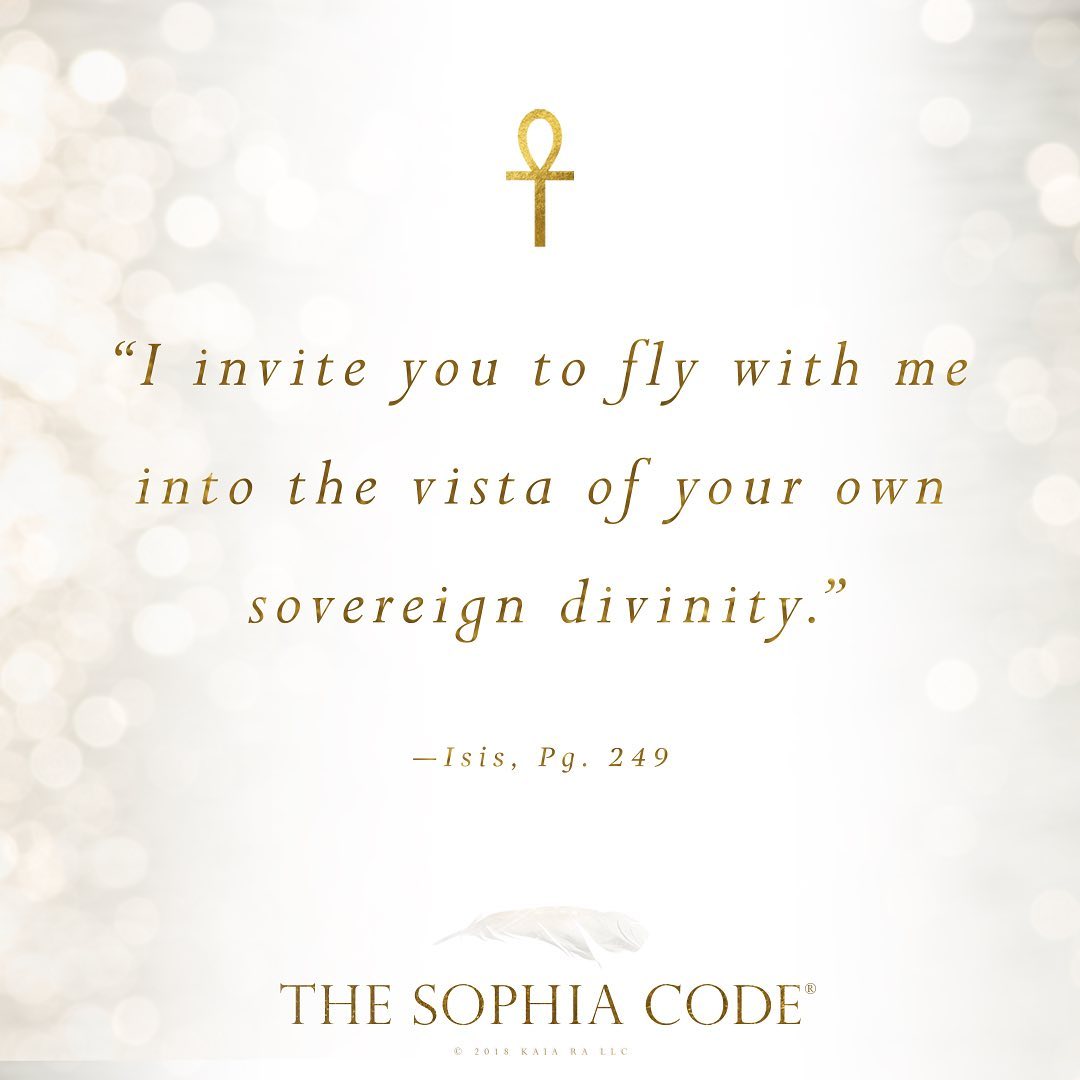 “I invite you to fly with me
into the vista of your own
sovereign divinity.”
—Isis, Pg. 249
THE SOPHIA CODE®
© 2018 KAIA RA LLC